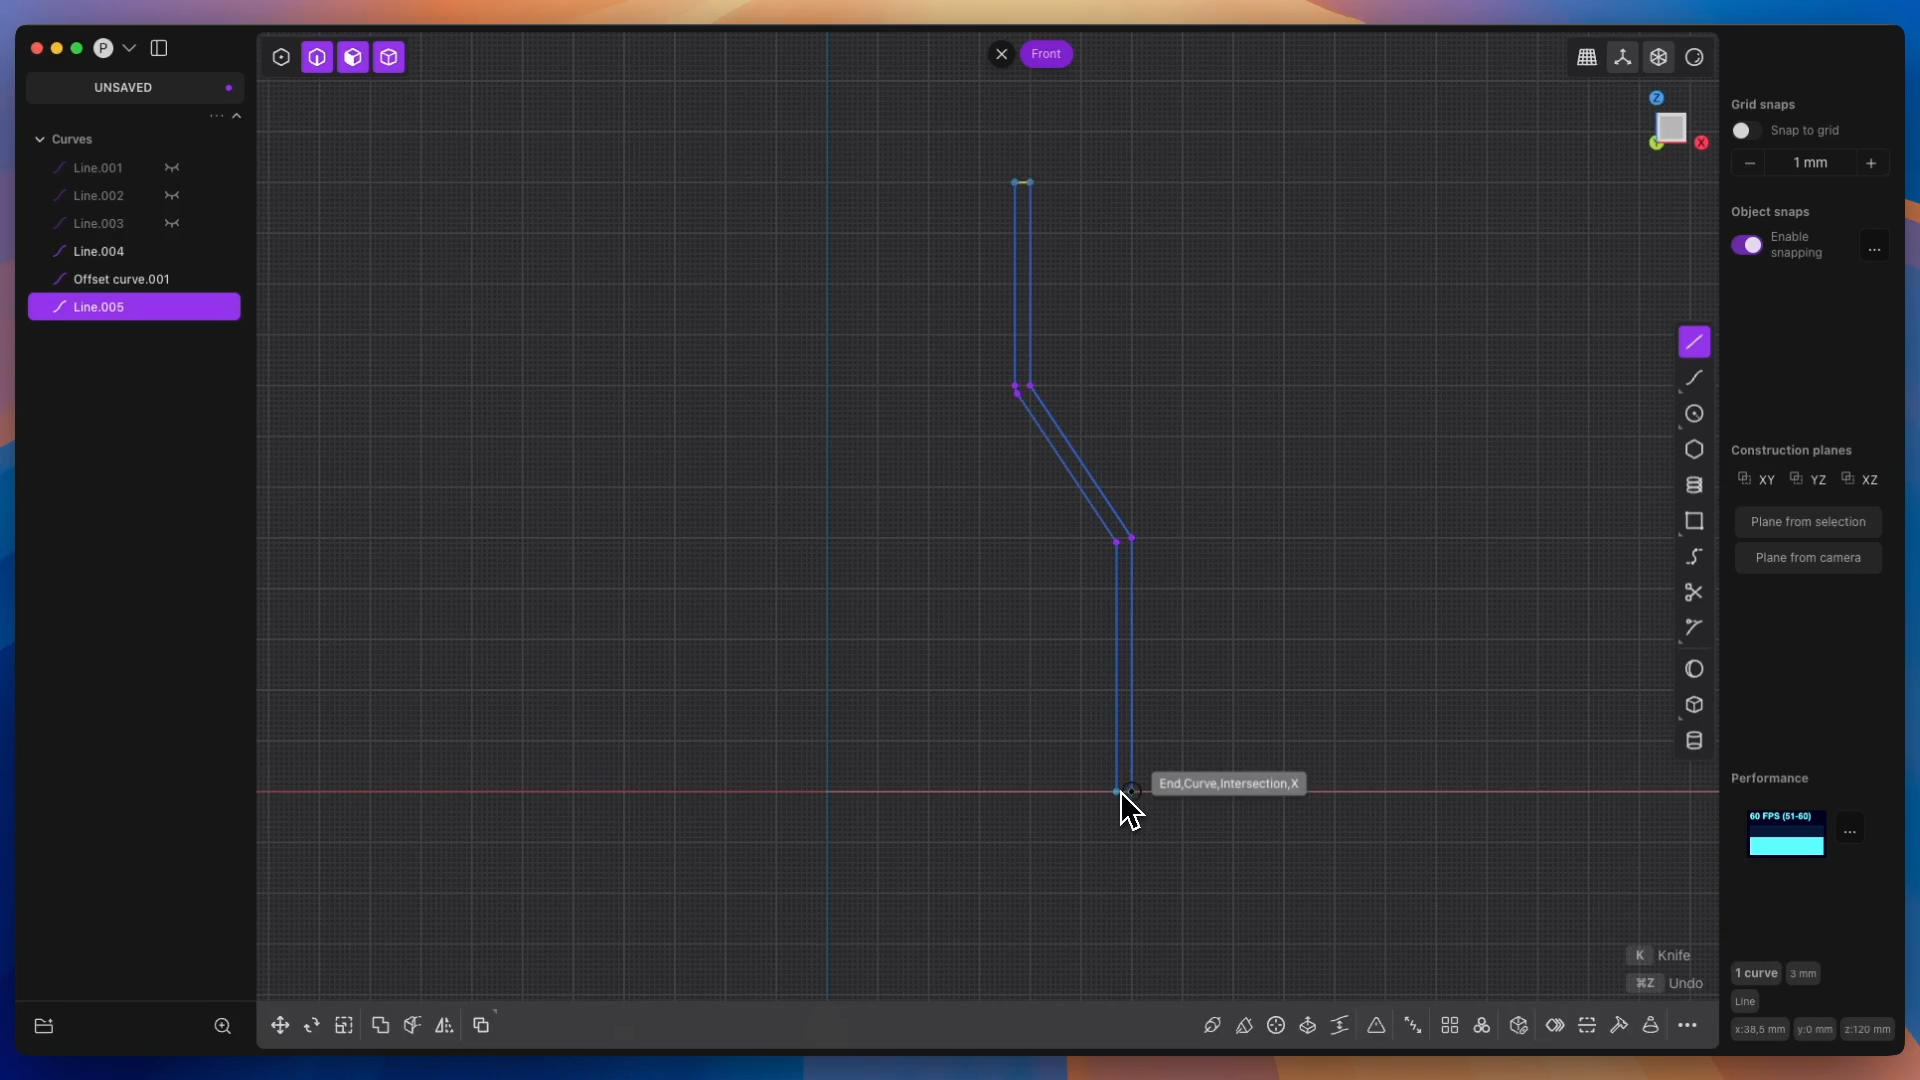 P
UNSAVED
Curves
Line.001
Line.002
Line.003
Line.004
Offset curve.001
Line.005
Front
Z
Y
X
End,Curve,Intersection,X
K Knife
⌘Z Undo
Grid snaps
Snap to grid
1 mm
Object snaps
Enable
snapping
Construction planes
XY YZ XZ
Plane from selection
Plane from camera
Performance
60 FPS (51-60)
1 curve 3 mm
Line
x:38,5 mm y:0 mm z:120 mm